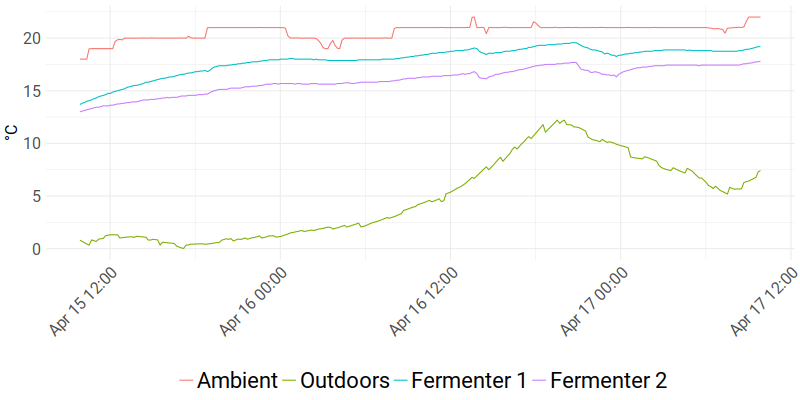 °C
20
15
10
5
0
Apr 15 12:00
Apr 16 00:00
Apr 16 12:00
Apr 17 00:00
Apr 17 12:00
Ambient Outdoors Fermenter 1 Fermenter 2